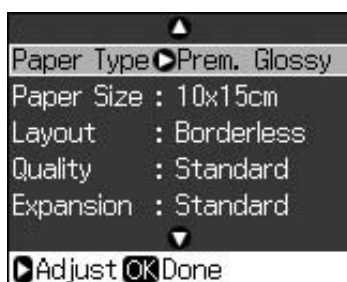 Paper Type Prem. Glossy
Paper Size : 10x15cm
Layout : Borderless
Quality : Standard
Expansion : Standard
Adjust OK Done